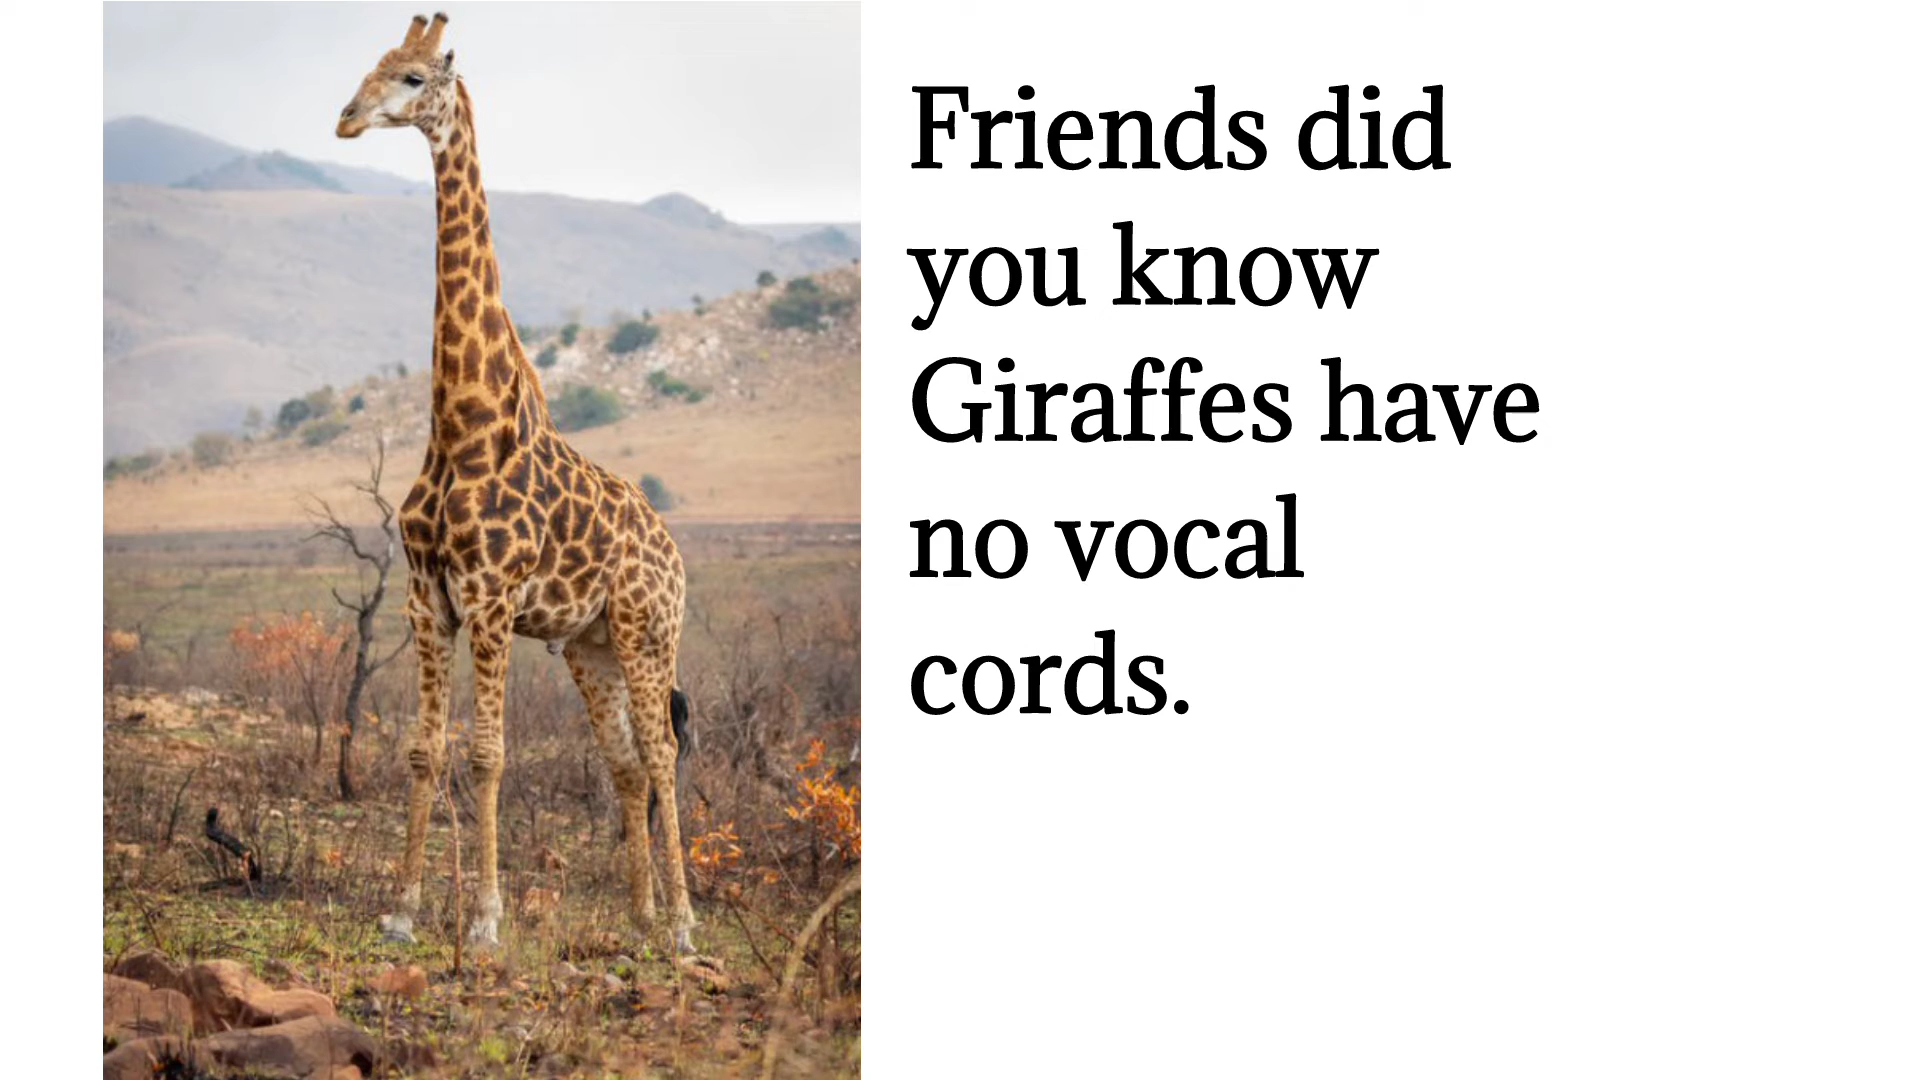 Friends did
you know
Giraffes have
no vocal
cords.